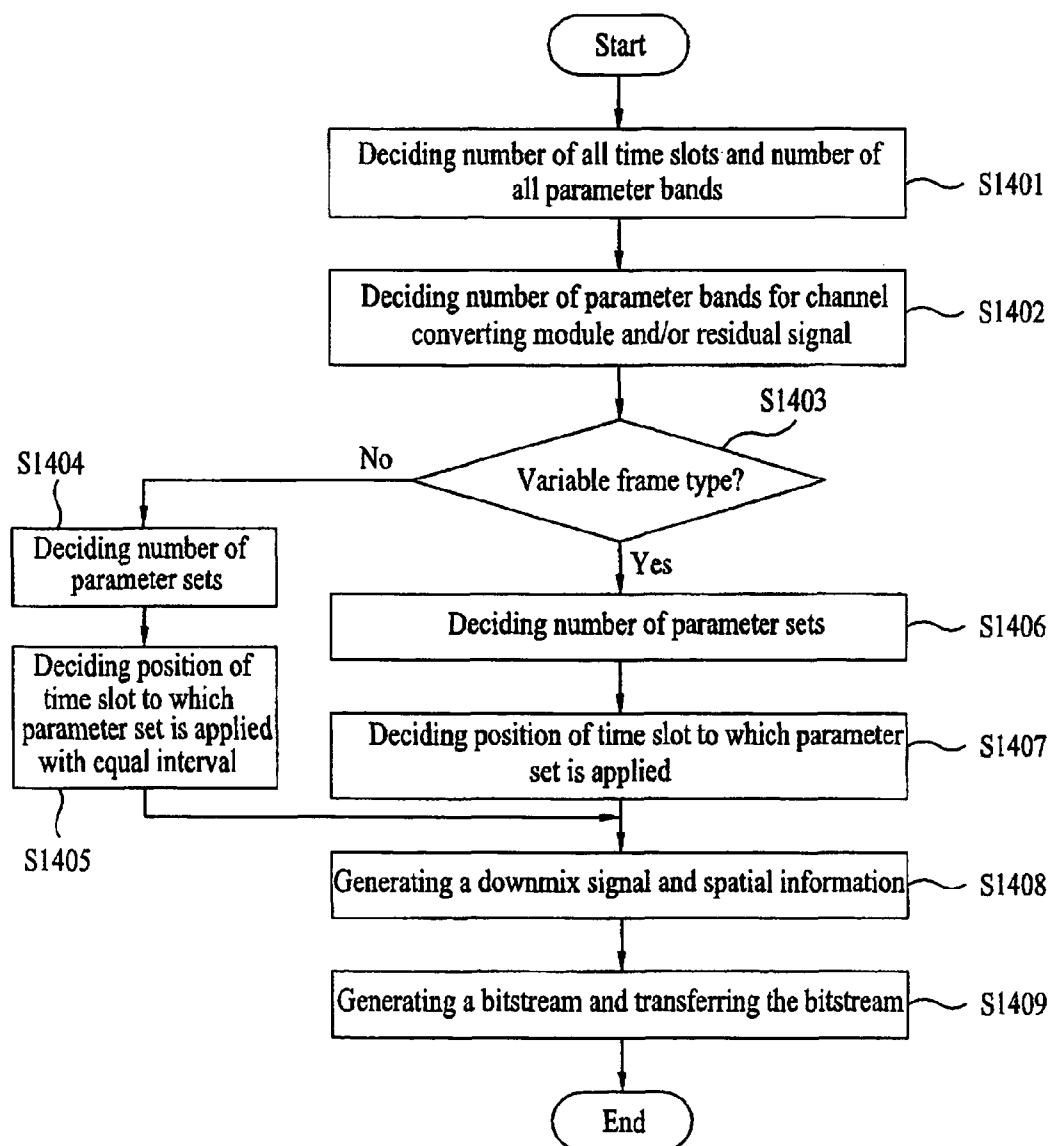 Start
Deciding number of all time slots and number of
all parameter bands
S1401
Deciding number of parameter bands for channel
converting module and/or residual signal
S1402
S1403
Variable frame type?
No
Yes
S1404
Deciding number of
parameter sets
Deciding position of
time slot to which
parameter set is applied
with equal interval
S1405
Deciding number of parameter sets
S1406
Deciding position of time slot to which parameter
set is applied
S1407
Generating a downmix signal and spatial information
S1408
Generating a bitstream and transferring the bitstream
S1409
End